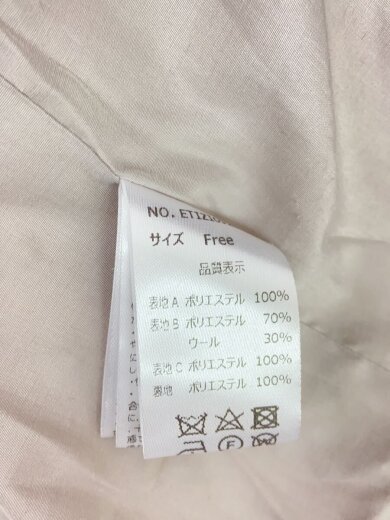 NO. ETIZ
サイズ Free
品質表示
表地A ポリエステル 100%
表地B ポリエステル 70%
ウール 30%
表地C ポリエステル 100%
裏地 ポリエステル 100%